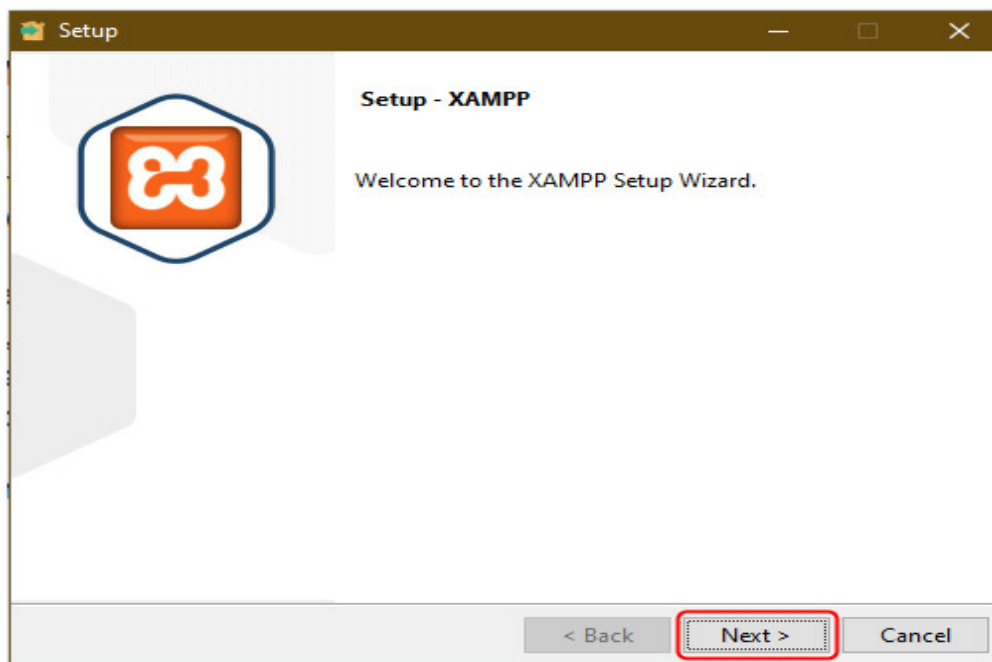 Setup
Setup - XAMPP
Welcome to the XAMPP Setup Wizard.
< Back Next > Cancel